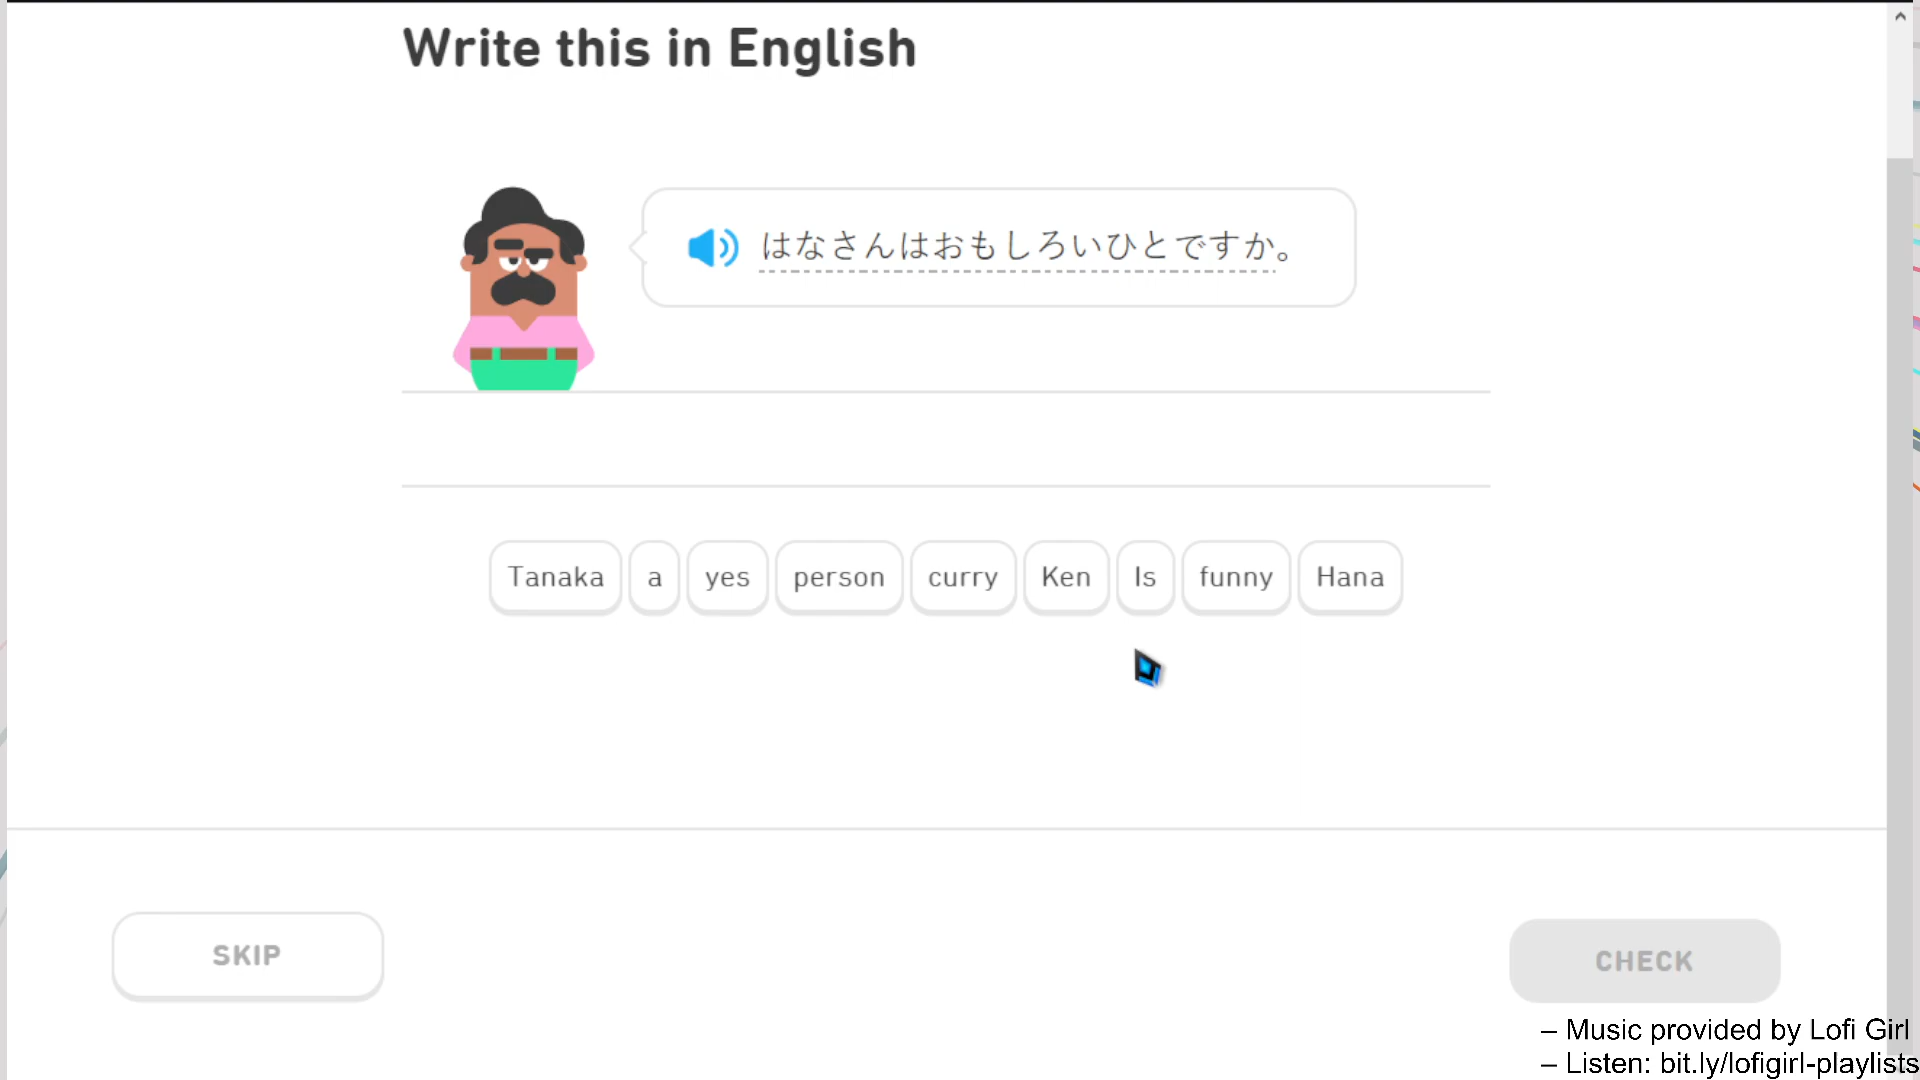 Write this in English
はなさんはおもしろいひとですか。
Tanaka a yes person curry Ken Is funny Hana
SKIP
CHECK
– Music provided by Lofi Girl
– Listen: bit.ly/lofigirl-playlists